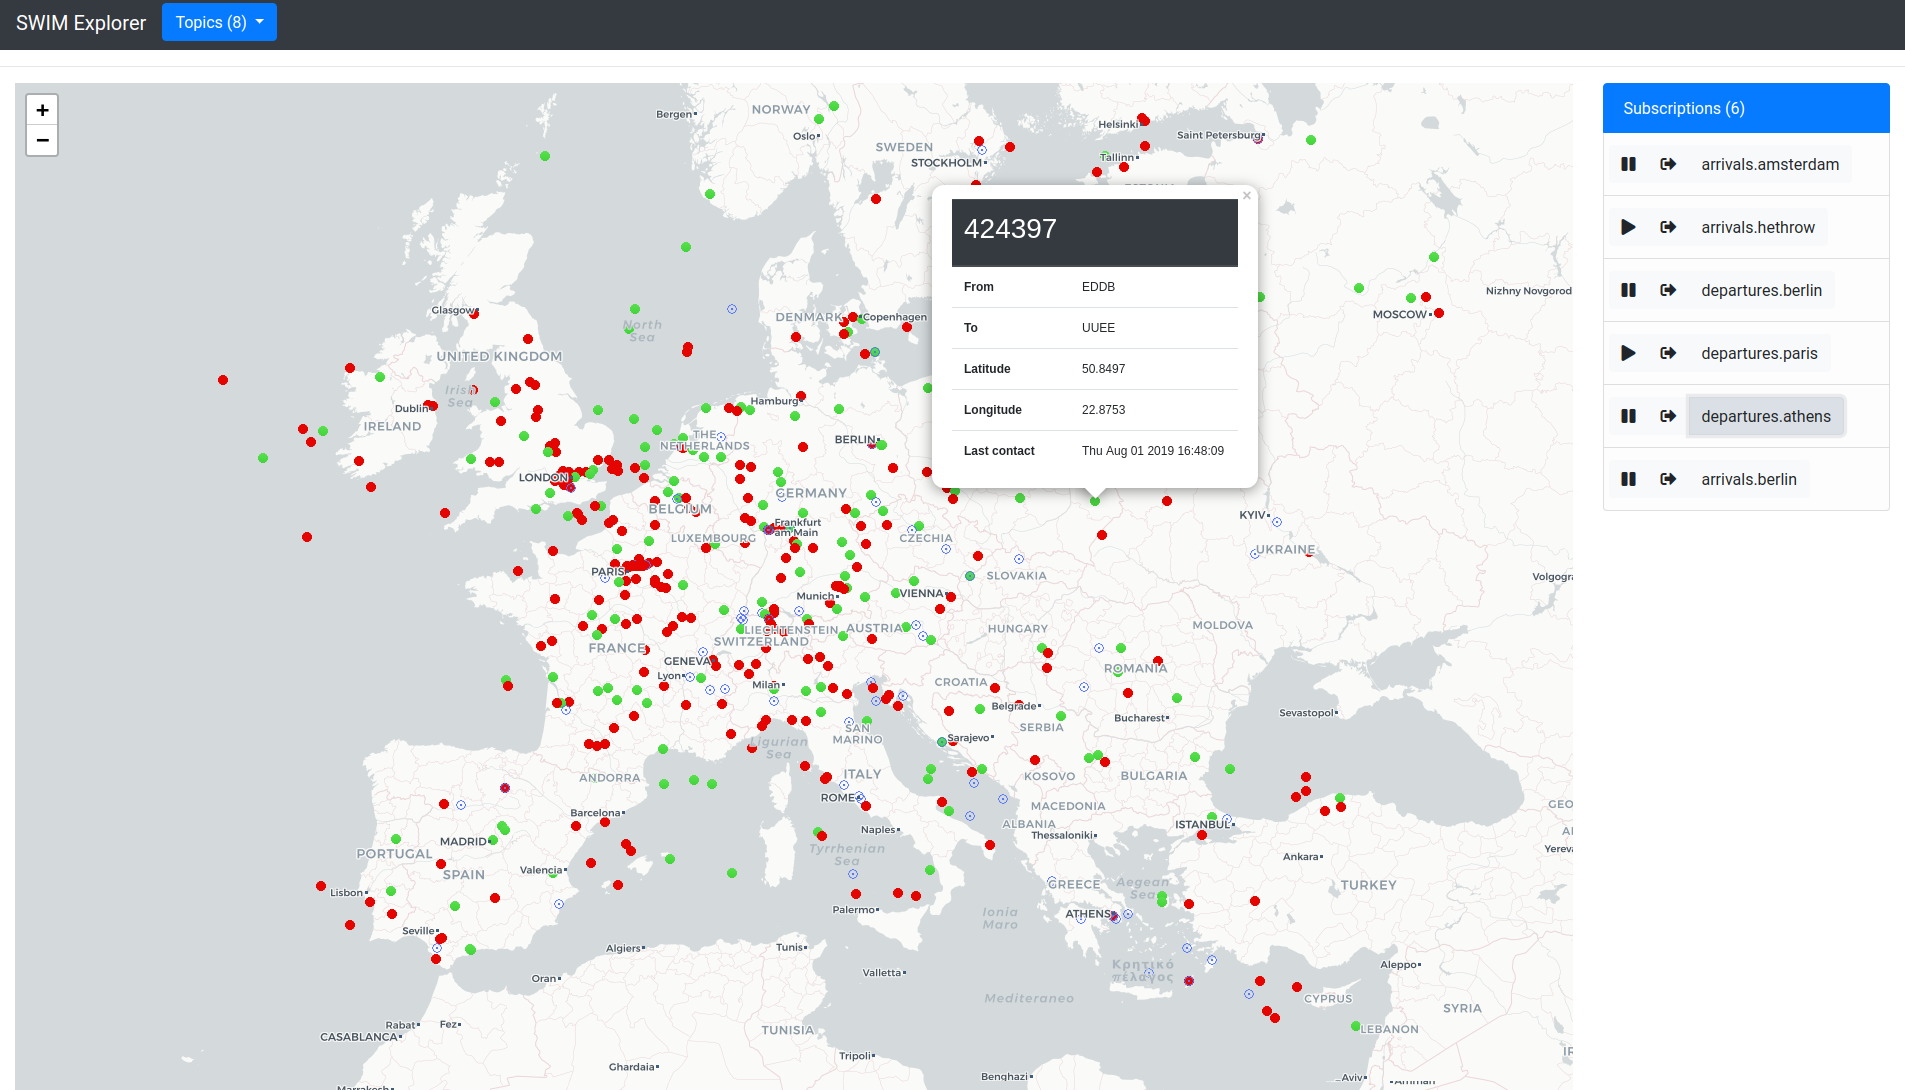 SWIM Explorer
Topics (8)
+
−
Subscriptions (6)
arrivals.amsterdam
arrivals.hethrow
departures.berlin
departures.paris
departures.athens
arrivals.berlin
×
424397
From EDDB
To UUEE
Latitude 50.8497
Longitude 22.8753
Last contact Thu Aug 01 2019 16:48:09
NORWAY
Bergen
Oslo
SWEDEN
STOCKHOLM
Helsinki
Saint Petersburg
Tallinn
Nizhny Novgorod
MOSCOW
Glasgow
North
Sea
DENMARK
Copenhagen
UNITED KINGDOM
Irish
Sea
Dublin
IRELAND
Hamburg
THE
NETHERLANDS
BERLIN
LONDON
GERMANY
BELGIUM
KYIV
Frankfurt
am Main
LUXEMBOURG
CZECHIA
UKRAINE
PARIS
SLOVAKIA
Volgogra
Munich
VIENNA
LIECHTENSTEIN
AUSTRIA
HUNGARY
MOLDOVA
SWITZERLAND
FRANCE
GENEVA
Lyon
ROMANIA
Milan
CROATIA
Belgrade
Bucharest
Sevastopol
SAN
MARINO
SERBIA
Sarajevo
Ligurian
Sea
ANDORRA
ITALY
KOSOVO
BULGARIA
ROME
MACEDONIA
GEO
Barcelona
ALBANIA
ISTANBUL
Naples
Thessaloniki
MADRID
Tyrrhenian
Sea
Yereva
PORTUGAL
Ankara
Valencia
SPAIN
GREECE
Aegean
Sea
TURKEY
Lisbon
Palermo
Ionia
Maro
ATHENS
Seville
Algiers
Tunis
Κρητικό
πέλαγος
Aleppo
Oran
Valletta
Mediteraneo
CYPRUS
SYRIA
Rabat
Fez
CASABLANCA
TUNISIA
LEBANON
Tripoli
Ghardaia
Benghazi
Aviv
Amman
Marrakesh